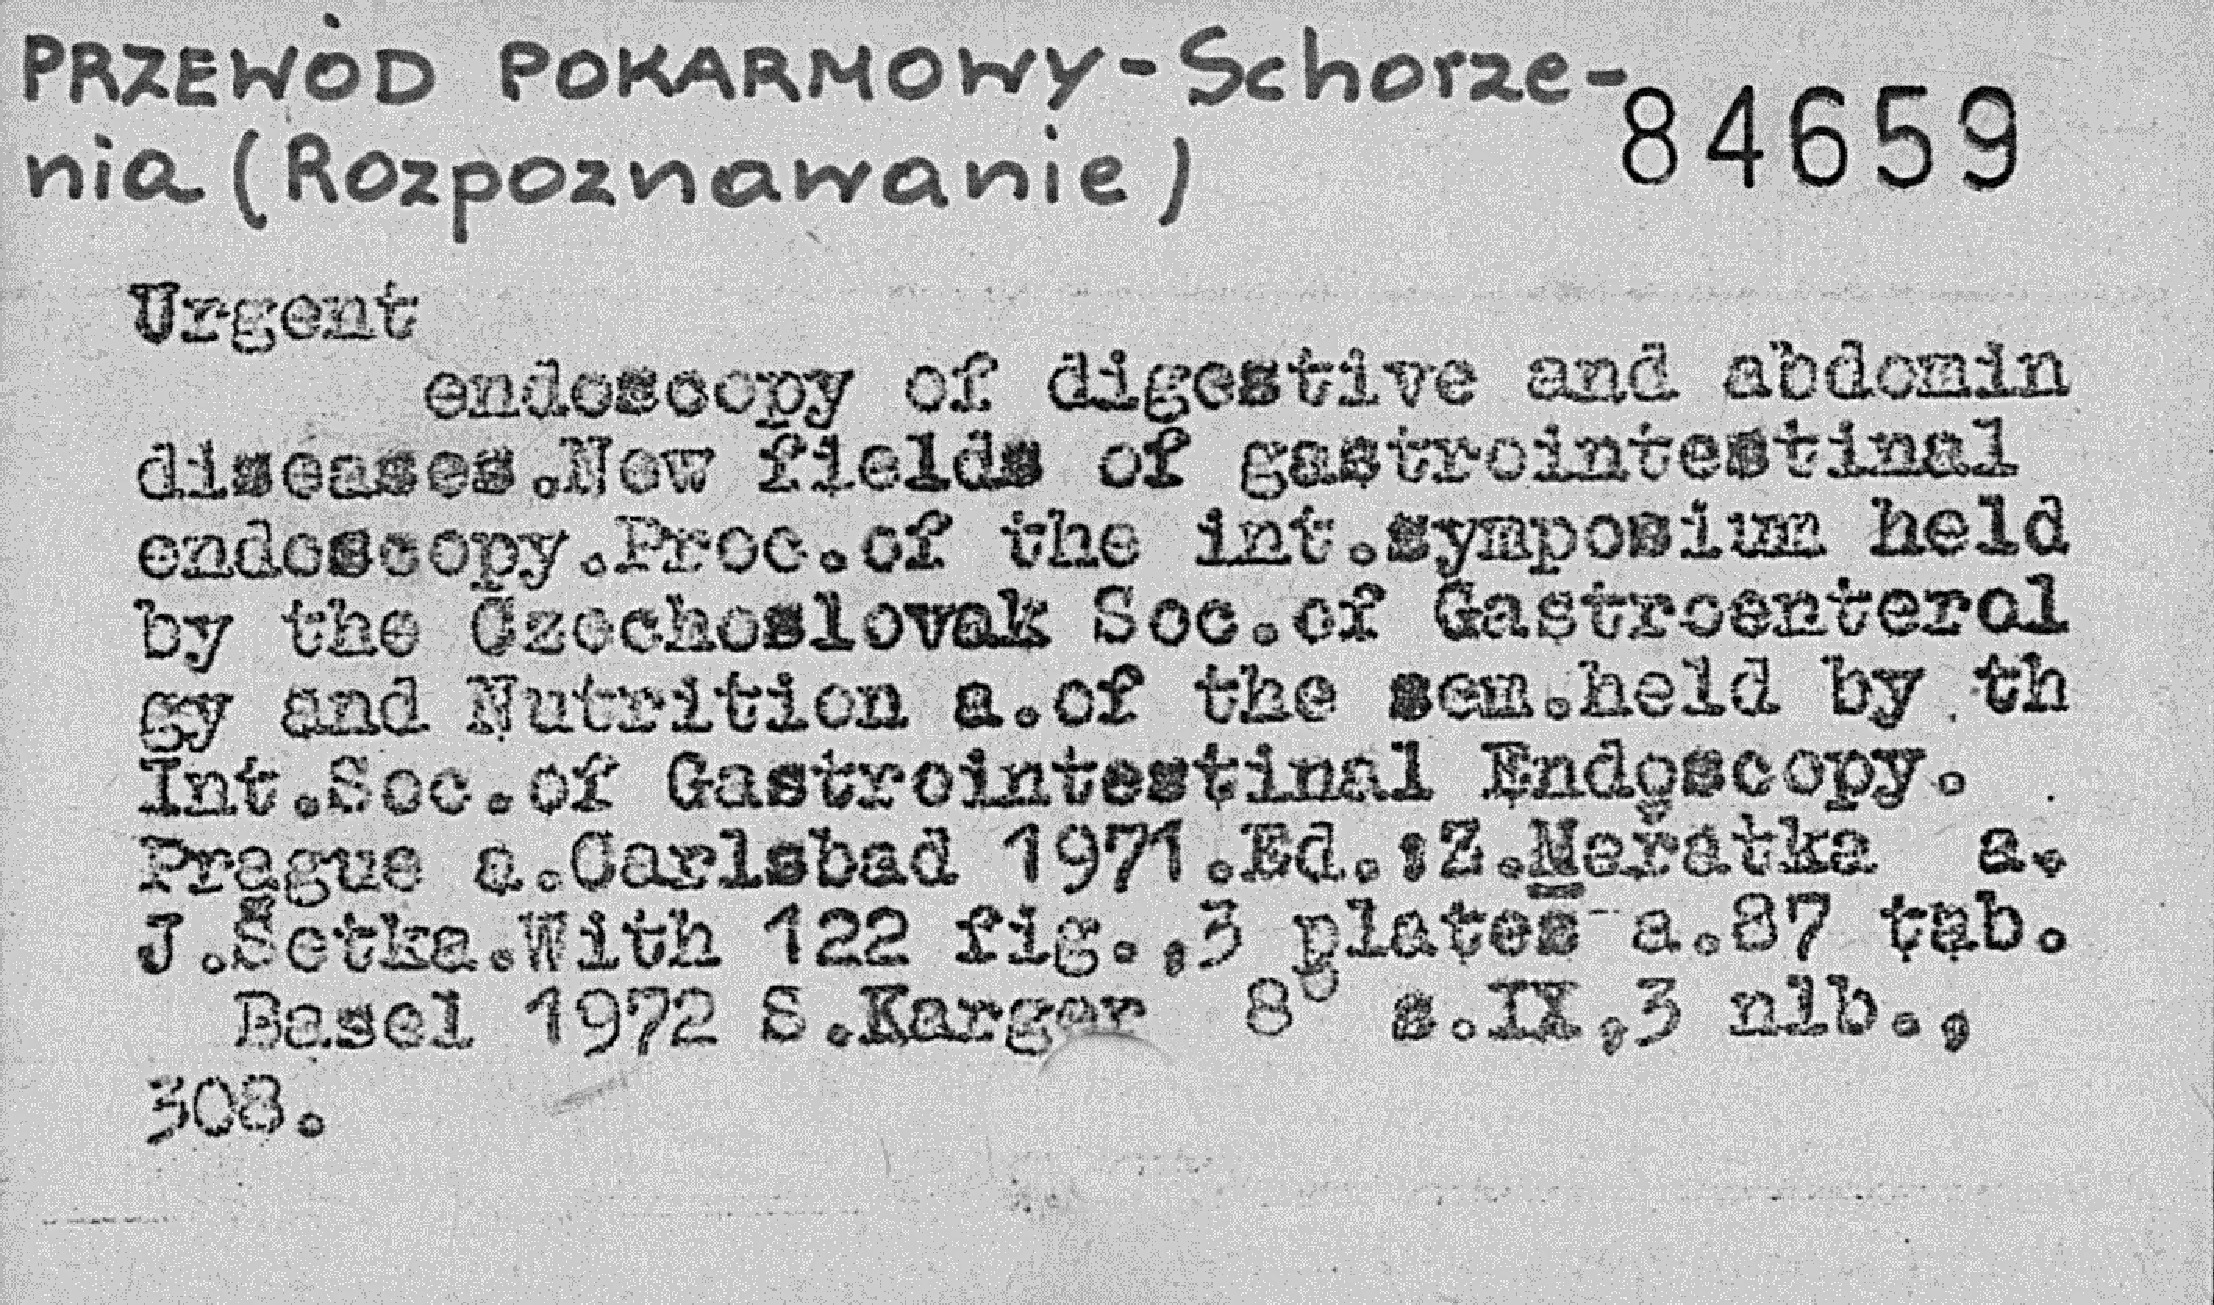 PRZEWÓD POKARMOWY-Schorze-
84659
nia (Rozpoznawanie)
Urgent
endoscopy of digestive and abdomin
diseases.New fields of gastrointestinal
endoscopy.Proc.of the int.symposium held
by the Czechoslovak Soc.of Gastroenterol
gy and Nutrition a.of the sem.held by th
Int.Soc.of Gastrointestinal Endoscopy.
Prague a.Carlsbad 1971.Ed.:Z.Mařatka a.
J.Šetka.With 122 fig.,3 plates a.87 tab.
Basel 1972 S.Karger 8° s.IX,3 nlb.,
308.